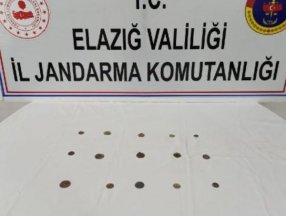 T.C.
ELAZIĞ VALİLİĞİ
İL JANDARMA KOMUTANLIĞI